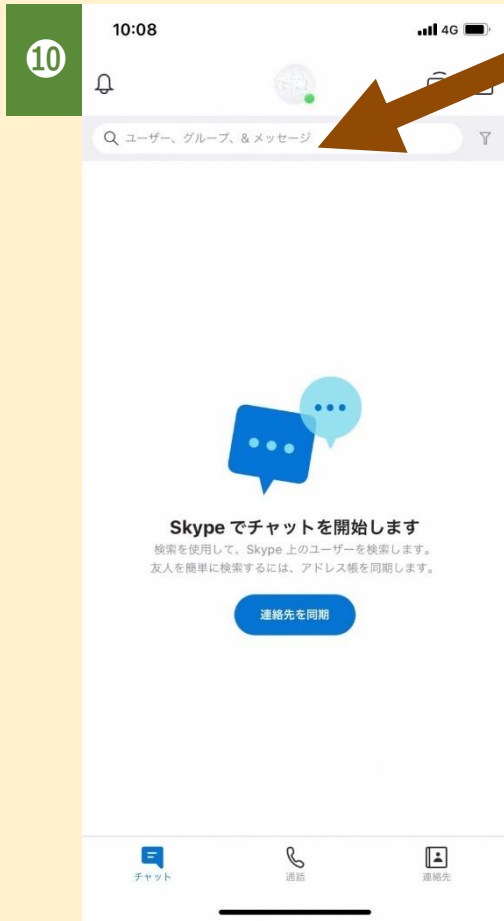 10
10:08
4G
ユーザー、グループ、& メッセージ
Skype でチャットを開始します
検索を使用して、Skype 上のユーザーを検索します。
友人を簡単に検索するには、アドレス帳を同期します。
連絡先を同期
チャット
通話
連絡先